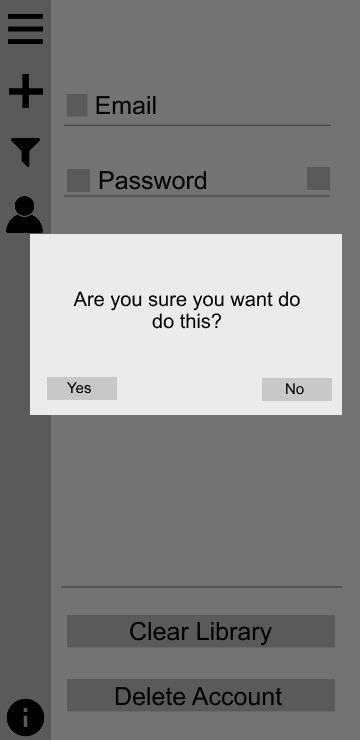 Email
Password
Are you sure you want do
do this?
Yes
No
Clear Library
Delete Account